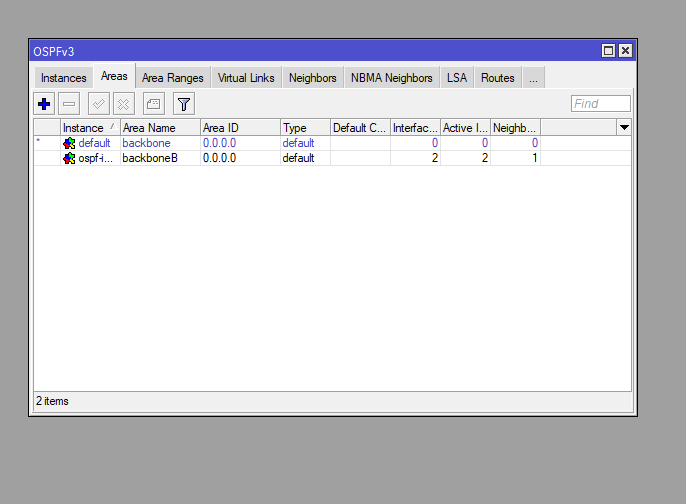 OSPFv3
Instances Areas Area Ranges Virtual Links Neighbors NBMA Neighbors LSA Routes ...
Find
Instance Area Name Area ID Type Default C... Interfac... Active I... Neighb...
* default backbone 0.0.0.0 default 0 0 0
ospf-i... backboneB 0.0.0.0 default 2 2 1
2 items